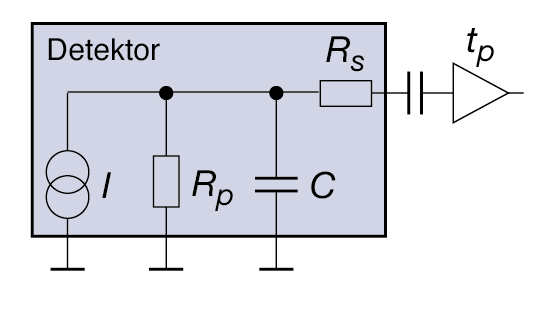 Detektor
R_s
t_p
I
R_p
C